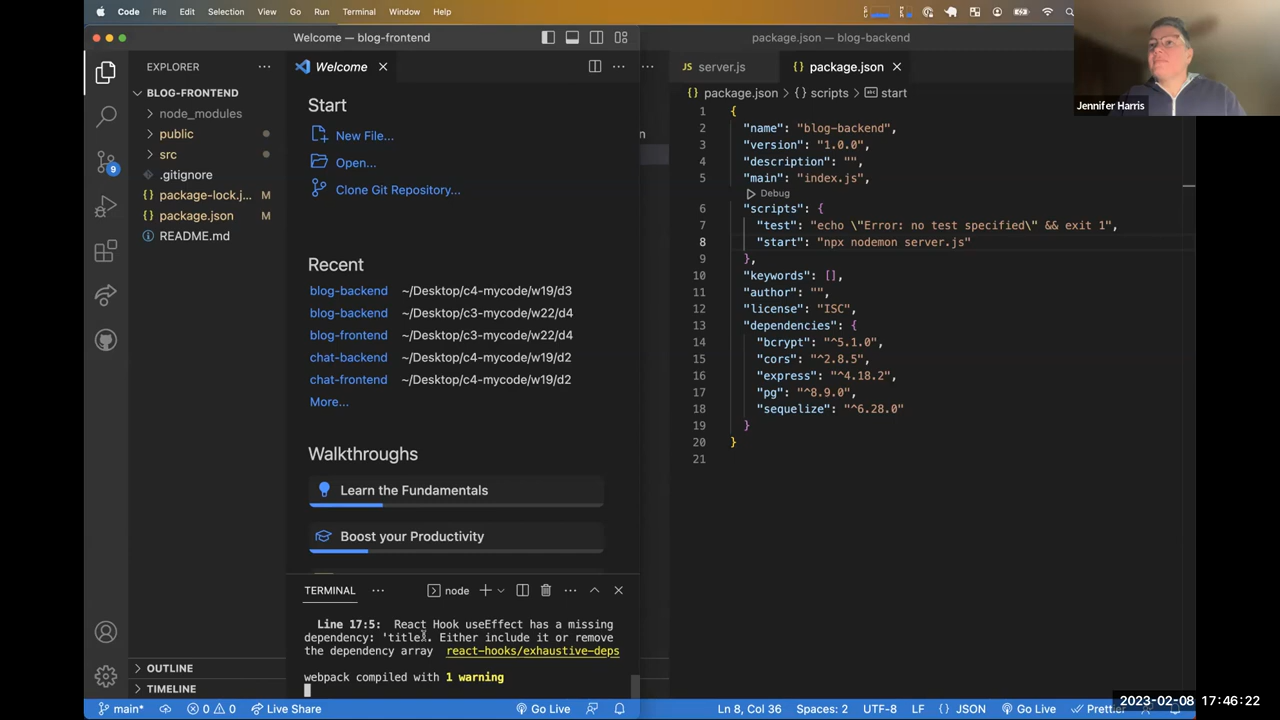 Code File Edit Selection View Go Run Terminal Window Help
Welcome — blog-frontend
package.json — blog-backend
Jennifer Harris
EXPLORER
BLOG-FRONTEND
node_modules
public
src
.gitignore
package-lock.j... M
package.json M
README.md
9
OUTLINE
TIMELINE
Welcome
Start
New File...
Open...
Clone Git Repository...
Recent
blog-backend ~/Desktop/c4-mycode/w19/d3
blog-backend ~/Desktop/c3-mycode/w22/d4
blog-frontend ~/Desktop/c3-mycode/w22/d4
chat-backend ~/Desktop/c4-mycode/w19/d2
chat-frontend ~/Desktop/c4-mycode/w19/d2
More...
Walkthroughs
Learn the Fundamentals
Boost your Productivity
TERMINAL
node
Line 17:5: React Hook useEffect has a missing
dependency: 'title'. Either include it or remove
the dependency array react-hooks/exhaustive-deps
webpack compiled with 1 warning
JS server.js
{} package.json
{} package.json > {} scripts > start
1 {
2 "name": "blog-backend",
3 "version": "1.0.0",
4 "description": "",
5 "main": "index.js",
Debug
6 "scripts": {
7 "test": "echo \"Error: no test specified\" && exit 1",
8 "start": "npx nodemon server.js"
9 },
10 "keywords": [],
11 "author": "",
12 "license": "ISC",
13 "dependencies": {
14 "bcrypt": "^5.1.0",
15 "cors": "^2.8.5",
16 "express": "^4.18.2",
17 "pg": "^8.9.0",
18 "sequelize": "^6.28.0"
19 }
20 }
21
main* 0 0 Live Share Go Live
Ln 8, Col 36 Spaces: 2 UTF-8 LF {} JSON Go Live Prettier
2023-02-08 17:46:22